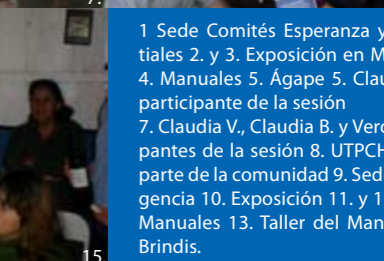 7.
1 Sede Comités Esperanza y
tiales 2. y 3. Exposición en M
4. Manuales 5. Ágape 5. Clau
participante de la sesión
7. Claudia V., Claudia B. y Veró
pantes de la sesión 8. UTPCH
parte de la comunidad 9. Sed
gencia 10. Exposición 11. y 1
Manuales 13. Taller del Man
Brindis.
15